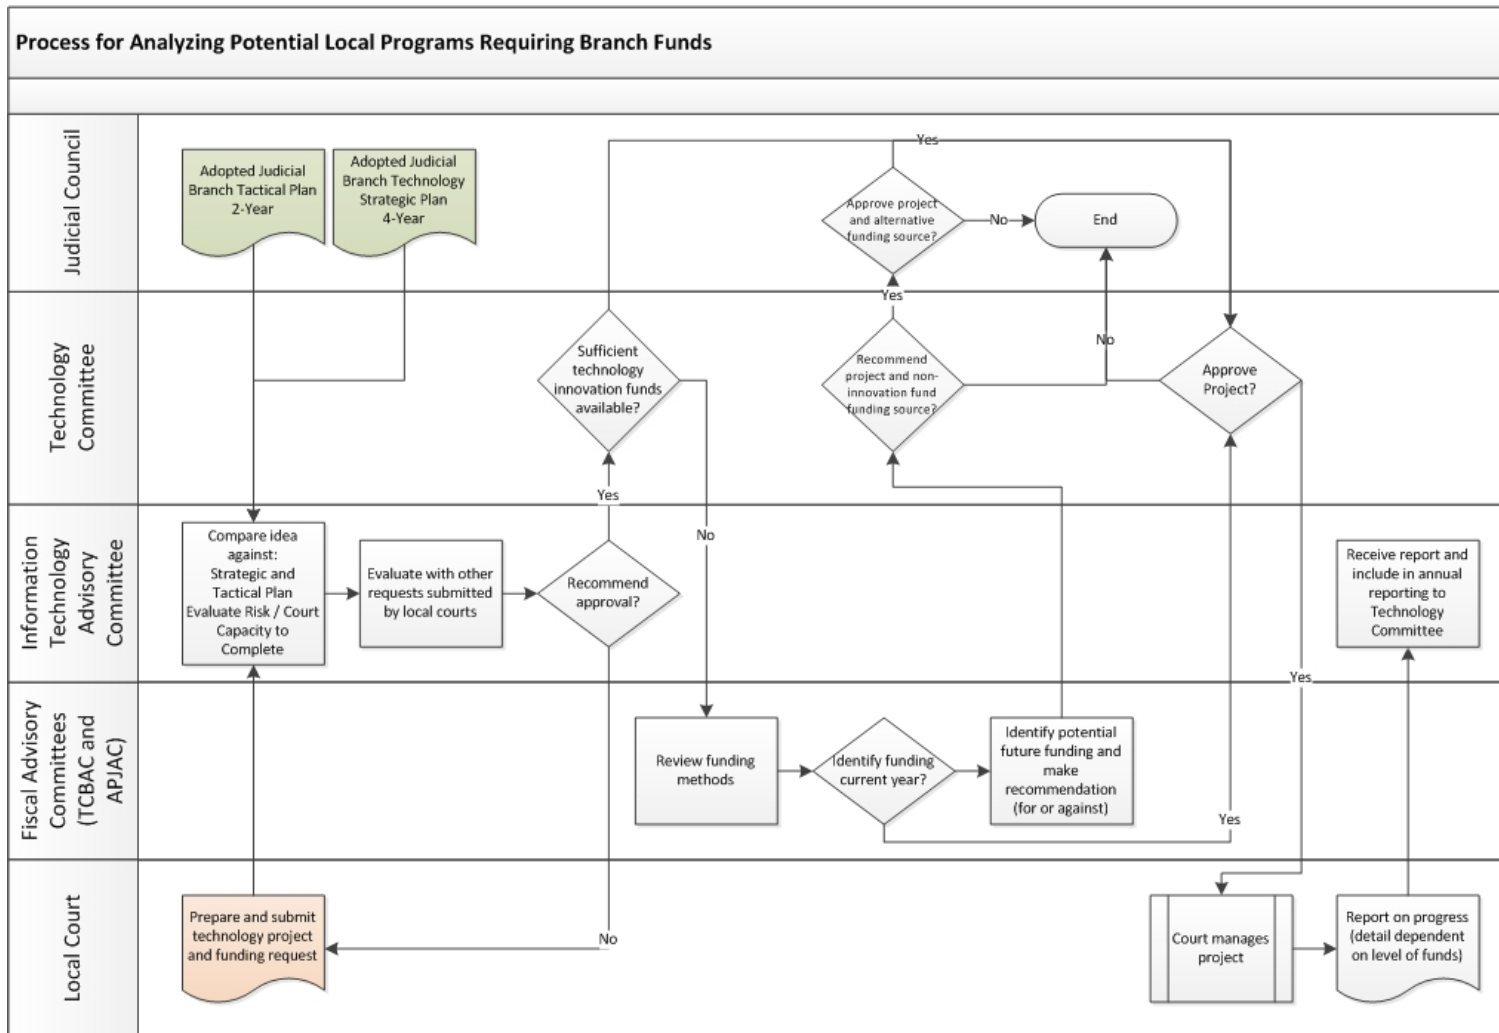 Process for Analyzing Potential Local Programs Requiring Branch Funds
Judicial Council
Adopted Judicial
Branch Tactical Plan
2-Year
Adopted Judicial
Branch Technology
Strategic Plan
4-Year
Yes
Approve project
and alternative
funding source?
No
End
Yes
Technology
Committee
Sufficient
technology
innovation funds
available?
Recommend
project and non-
innovation fund
funding source?
No
Approve
Project?
Yes
No
Information
Technology
Advisory
Committee
Compare idea
against:
Strategic and
Tactical Plan
Evaluate Risk / Court
Capacity to
Complete
Evaluate with other
requests submitted
by local courts
Recommend
approval?
Receive report and
include in annual
reporting to
Technology
Committee
Yes
Fiscal Advisory
Committees
(TCBAC and
APJAC)
Review funding
methods
Identify funding
current year?
Identify potential
future funding and
make
recommendation
(for or against)
Yes
Local Court
Prepare and submit
technology project
and funding request
No
Court manages
project
Report on progress
(detail dependent
on level of funds)